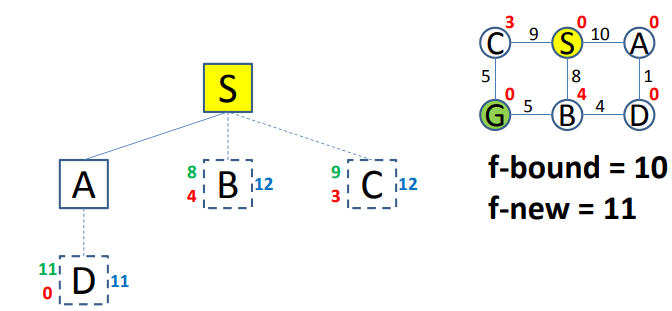 3 0 0
C 9 S 10 A
5 8 1
0 4 0
G 5 B 4 D
S
A
8
4
B
12
9
3
C
12
11
0
D
11
f-bound = 10
f-new = 11